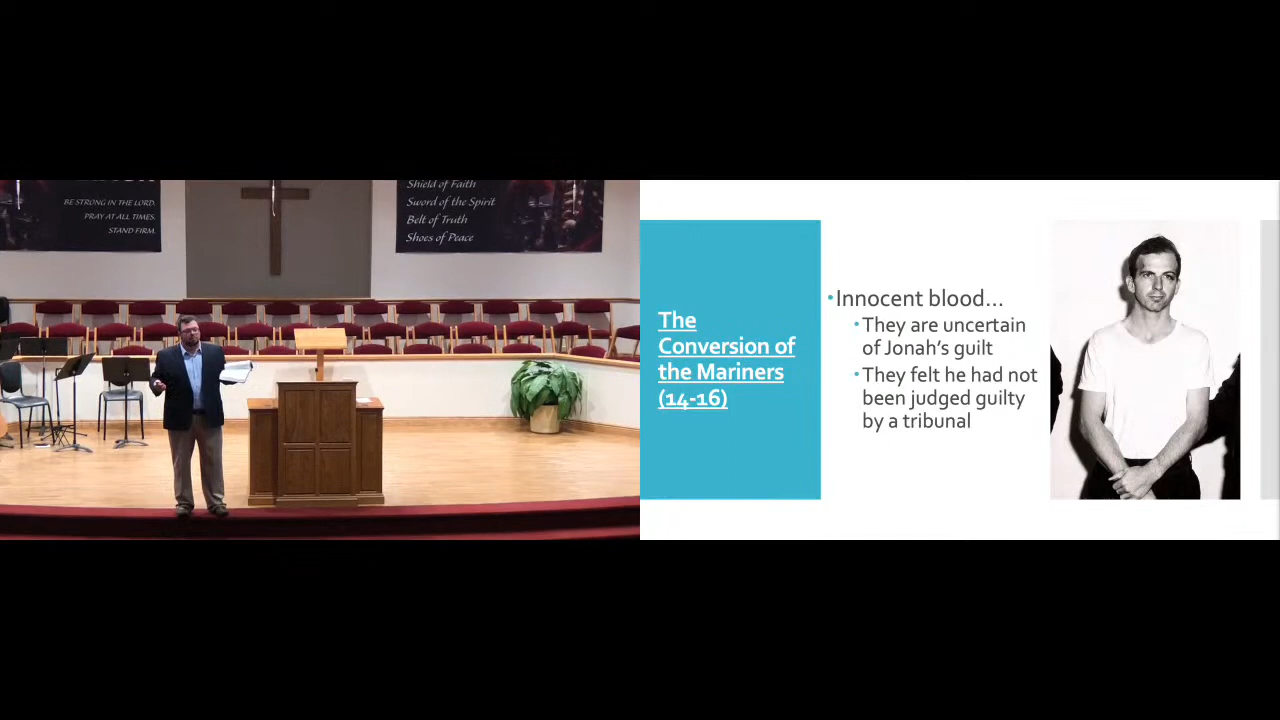 BE STRONG IN THE LORD.
PRAY AT ALL TIMES.
STAND FIRM.
Shield of Faith
Sword of the Spirit
Belt of Truth
Shoes of Peace
The
Conversion of
the Mariners
(14-16)
•Innocent blood…
•They are uncertain
of Jonah's guilt
•They felt he had not
been judged guilty
by a tribunal